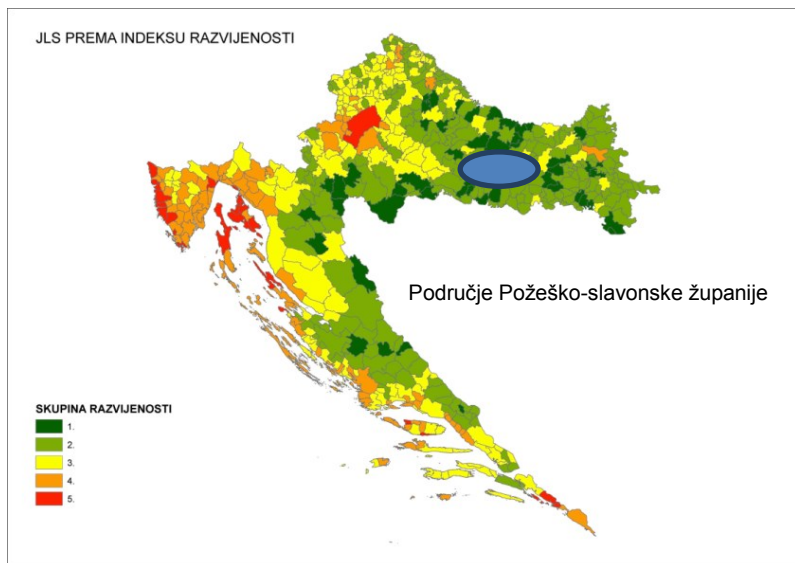 JLS PREMA INDEKSU RAZVIJENOSTI
Područje Požeško-slavonske županije
SKUPINA RAZVIJENOSTI
1.
2.
3.
4.
5.